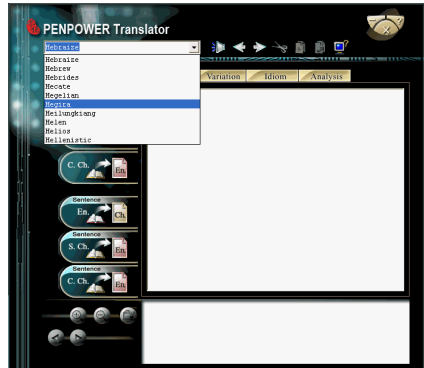 PENPOWER Translator
Hebraize
Hebraize
Hebrew
Hebrides
Hecate
Hegelian
Hegira
Heilungkiang
Helen
Helios
Hellenistic
Variation Idiom Analysis
C. Ch. En.
Sentence
En. Ch.
Sentence
S. Ch. En.
Sentence
C. Ch. En.